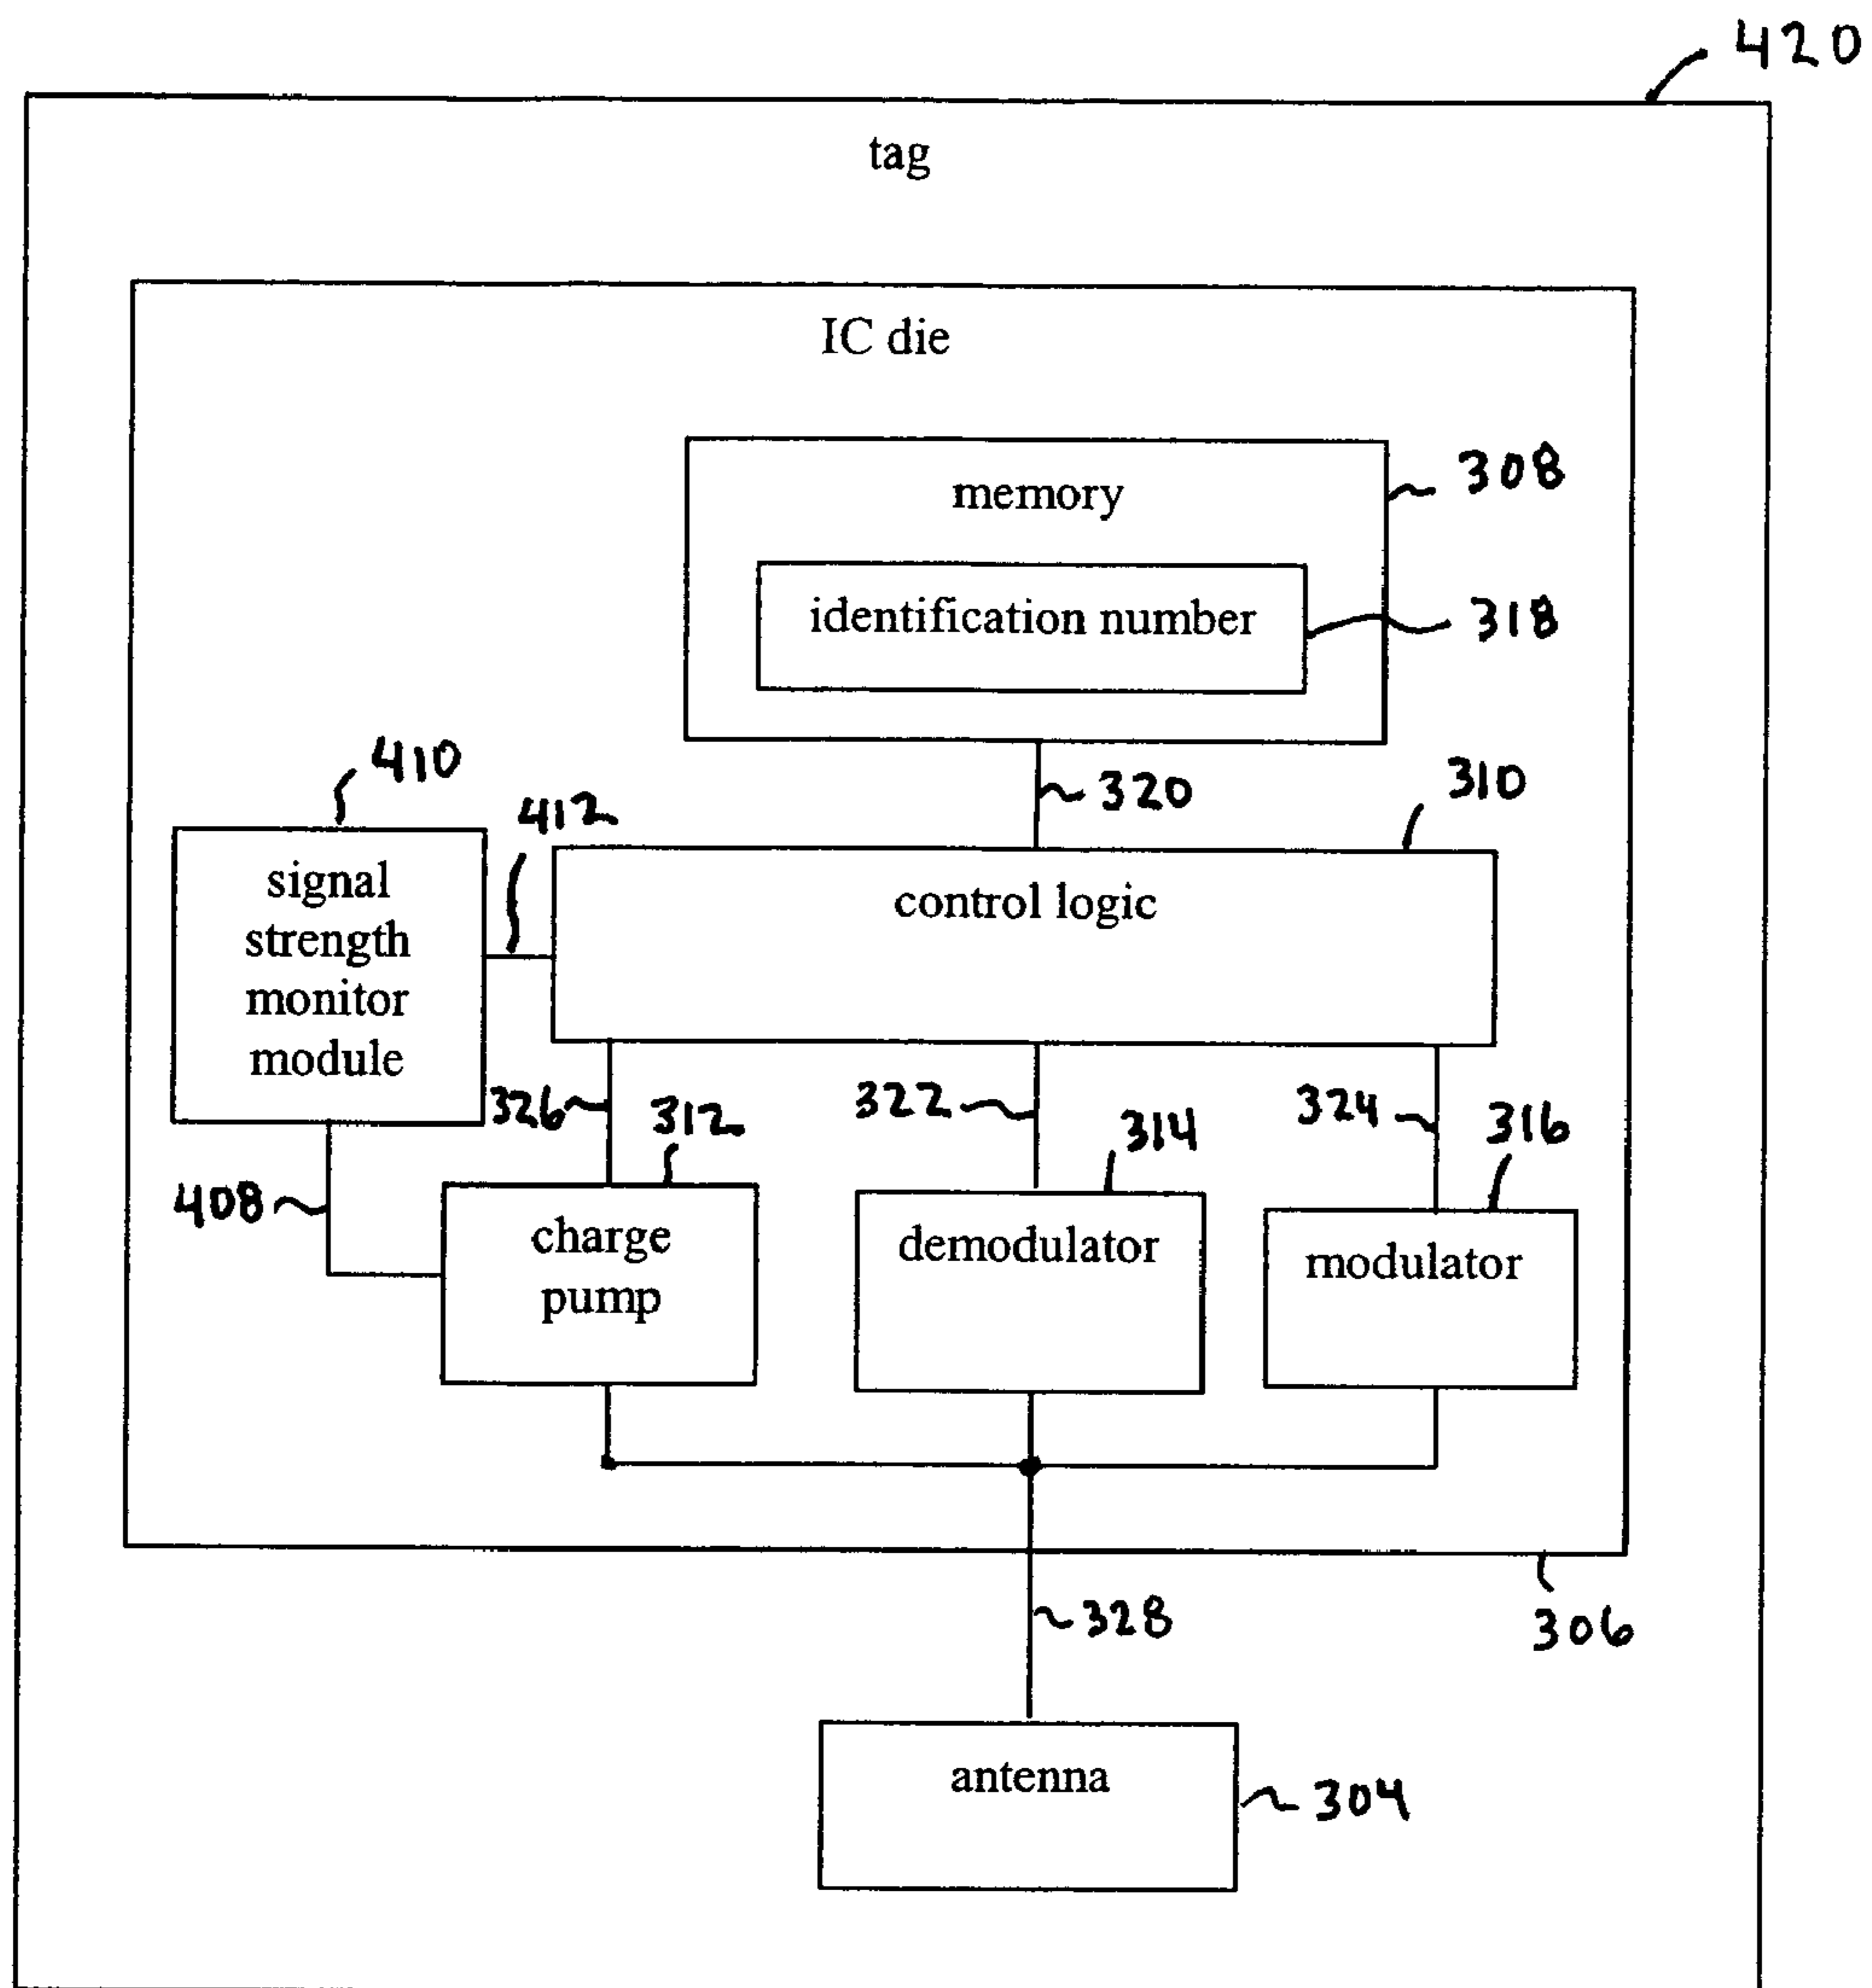 420
tag
IC die
memory
308
identification number
318
410
320
310
412
signal
strength
monitor
module
control logic
326
312
322
314
324
316
408
charge
pump
demodulator
modulator
328
306
antenna
304